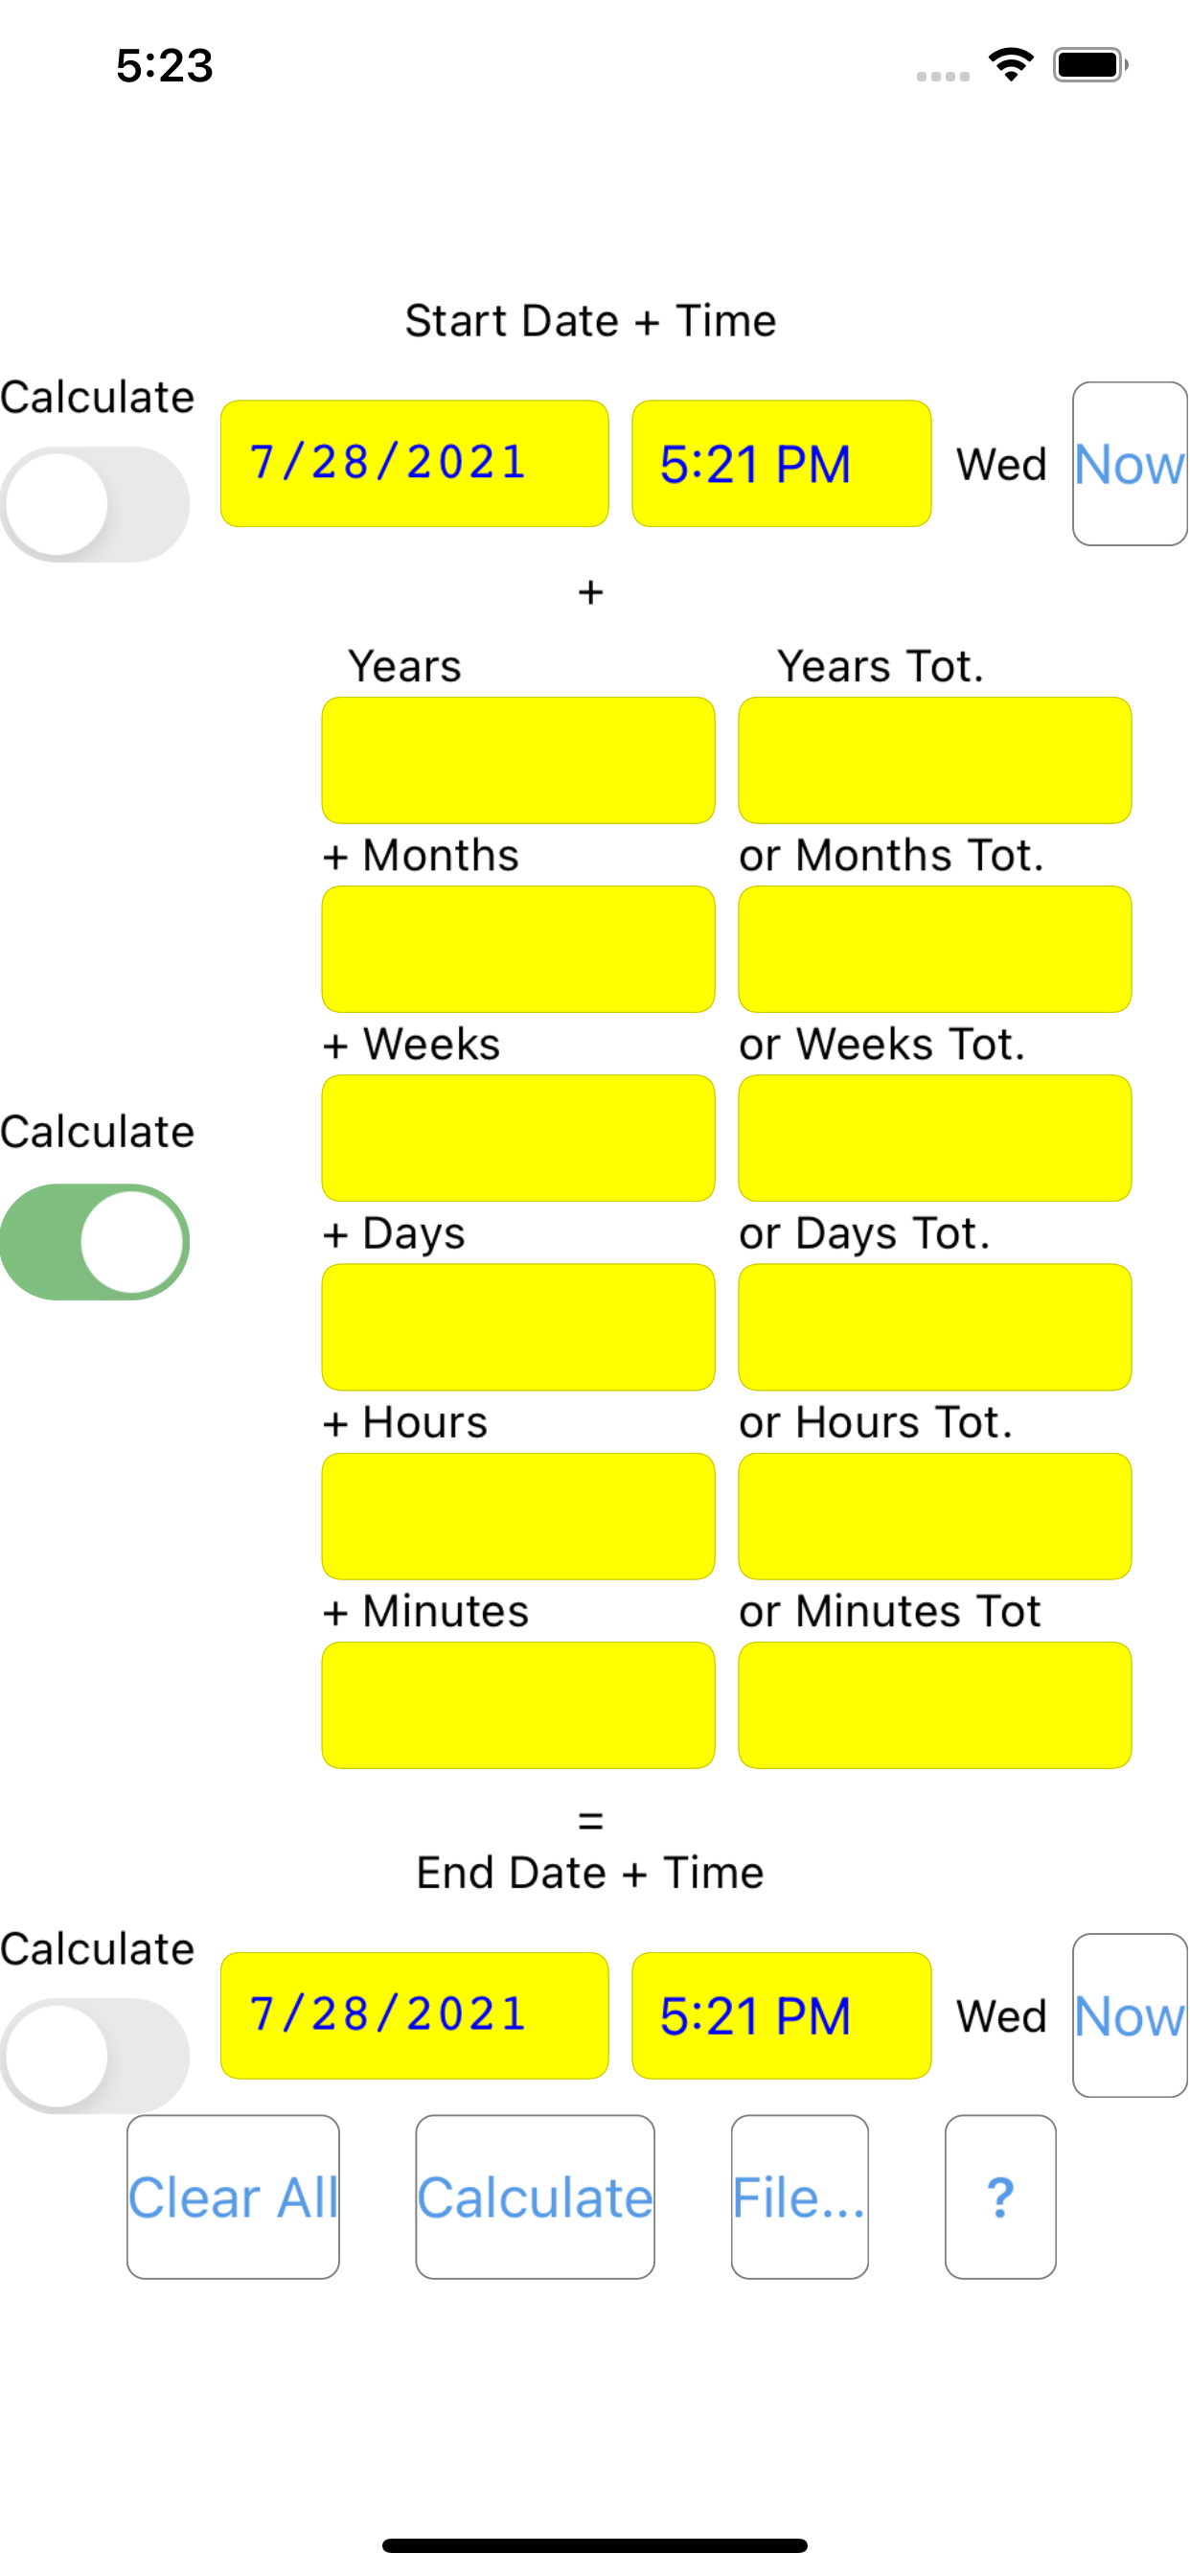 5:23
Start Date + Time
Calculate
7/28/2021 5:21 PM Wed Now
+
Years Years Tot.
+ Months or Months Tot.
+ Weeks or Weeks Tot.
Calculate
+ Days or Days Tot.
+ Hours or Hours Tot.
+ Minutes or Minutes Tot
=
End Date + Time
Calculate
7/28/2021 5:21 PM Wed Now
Clear All Calculate File... ?